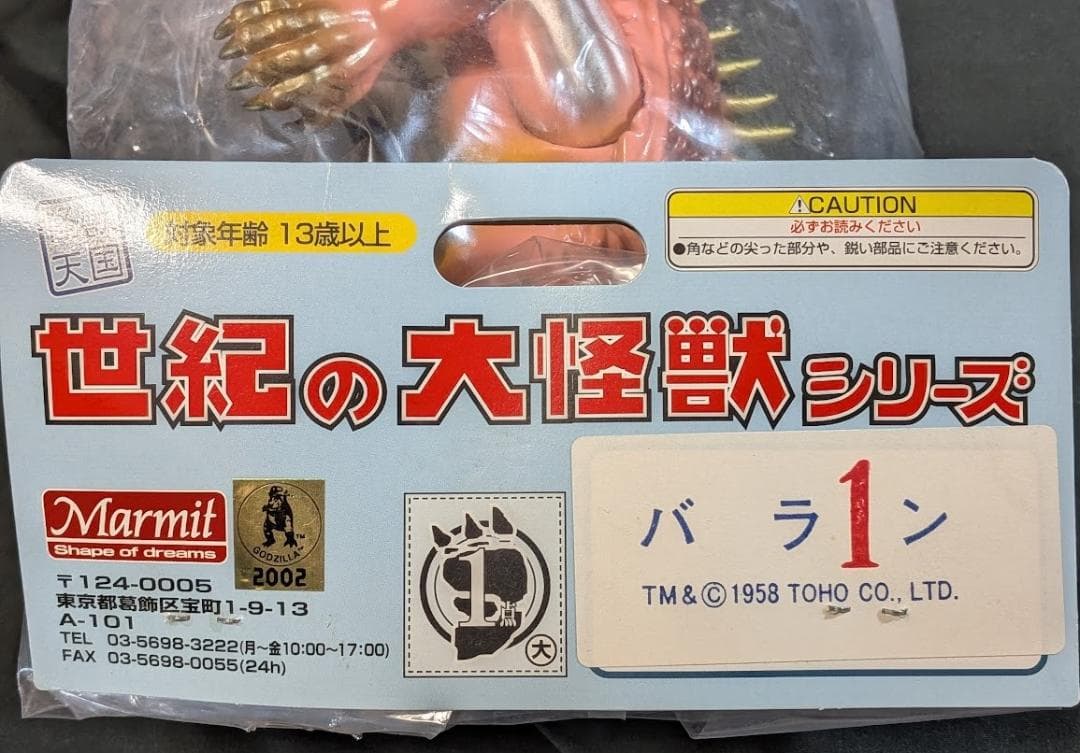 天国
対象年齢 13歳以上
⚠CAUTION
必ずお読みください
●角などの尖った部分や、鋭い部品にご注意ください。
世紀の大怪獣シリーズ
Marmit
Shape of dreams
GODZILLA™
2002
〒124-0005
東京都葛飾区宝町1-9-13
A-101
TEL 03-5698-3222(月〜金10:00〜17:00)
FAX 03-5698-0055(24h)
1点
大
バラン
1
TM&©1958 TOHO CO., LTD.